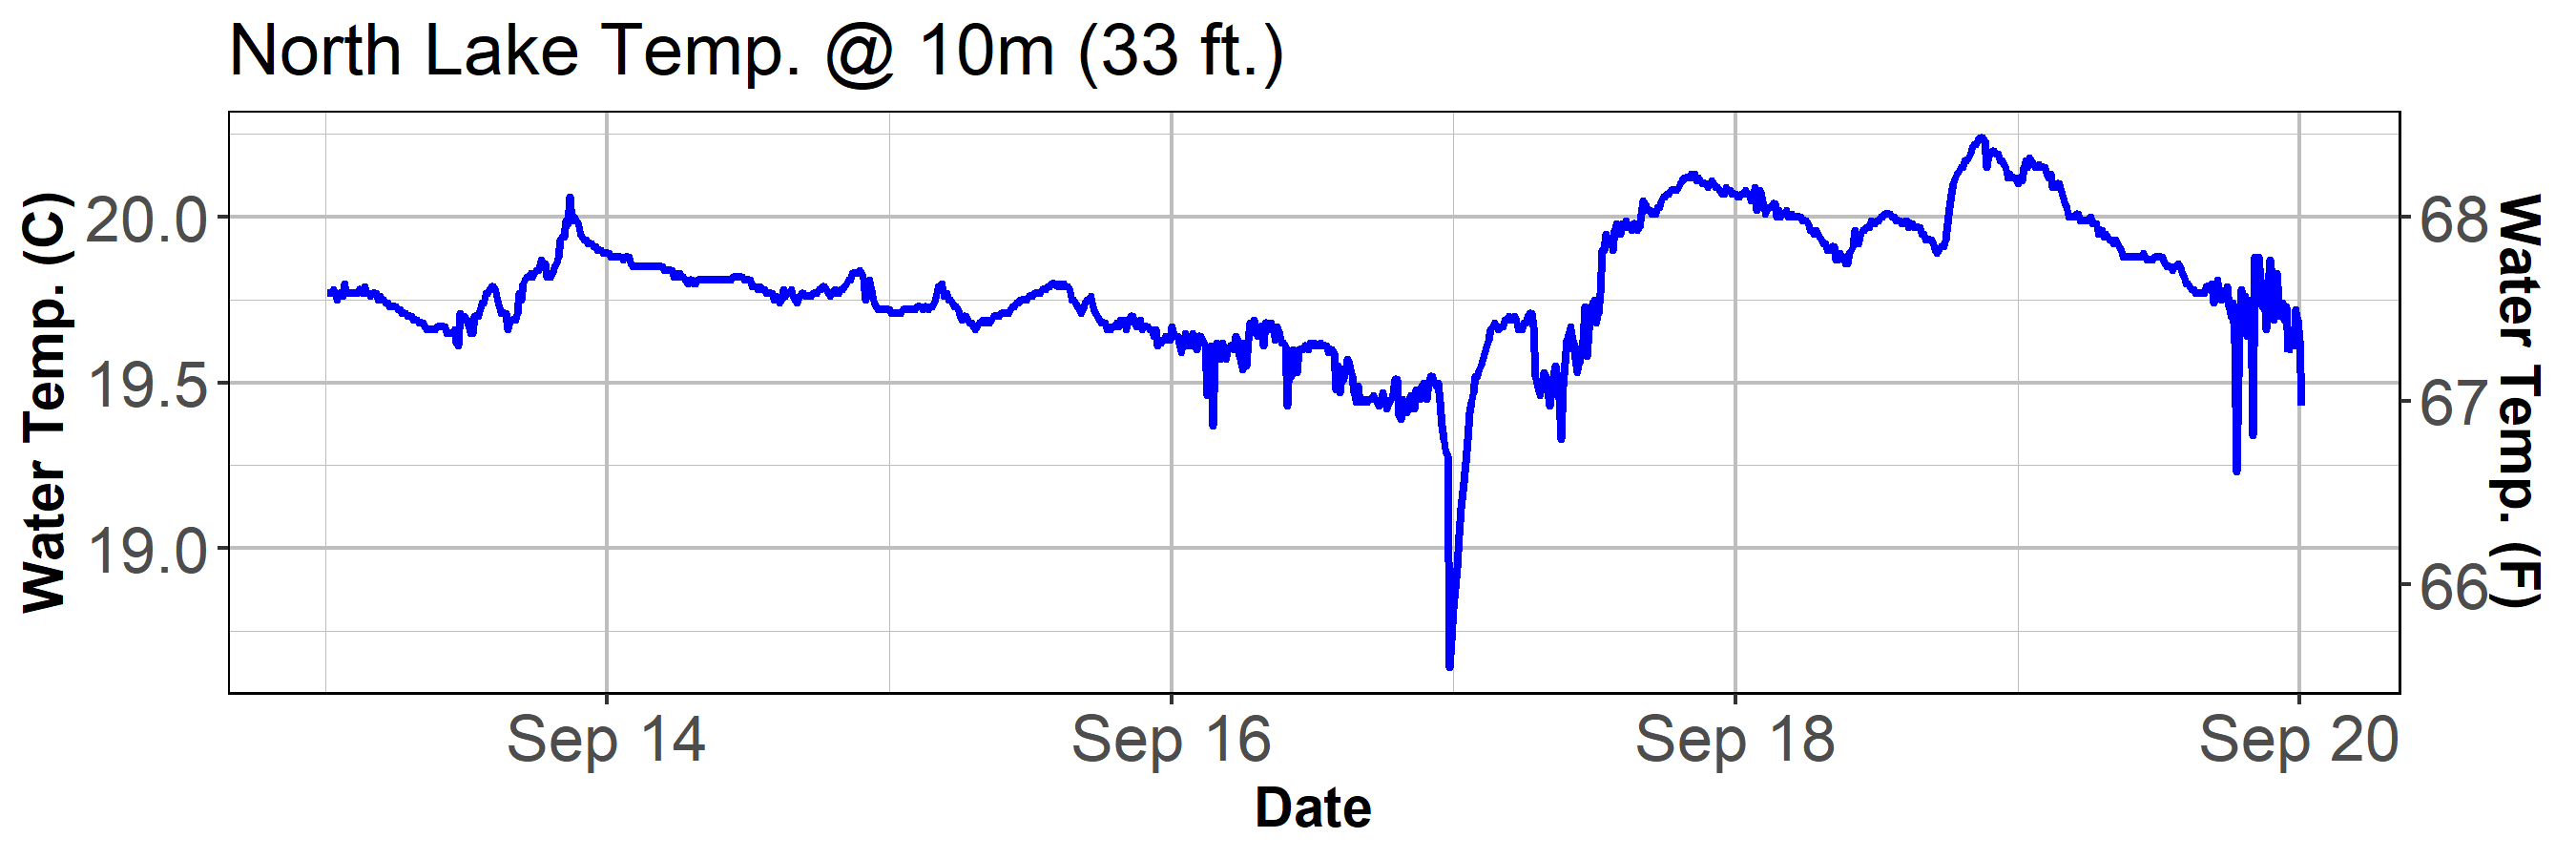 North Lake Temp. @ 10m (33 ft.)
Water Temp. (C)
20.0
19.5
19.0
68
67
66
Water Temp. (F)
Sep 14
Sep 16
Sep 18
Sep 20
Date